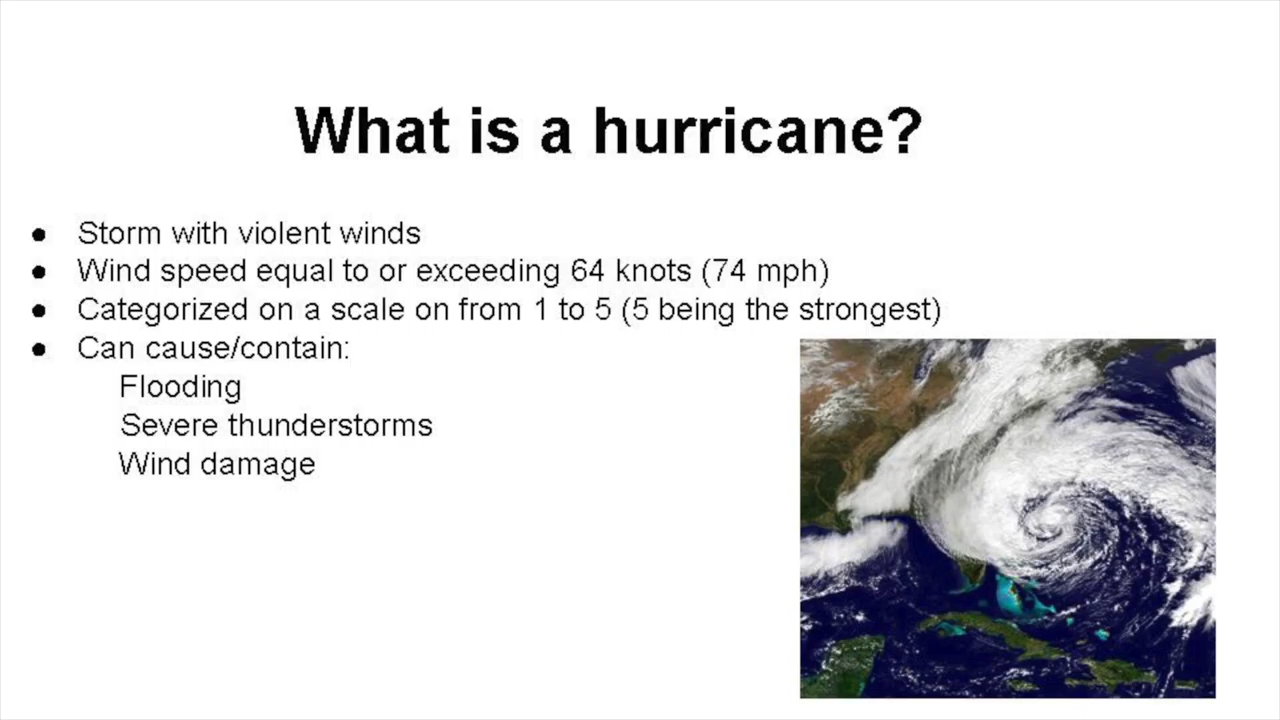 What is a hurricane?
● Storm with violent winds
● Wind speed equal to or exceeding 64 knots (74 mph)
● Categorized on a scale on from 1 to 5 (5 being the strongest)
● Can cause/contain:
Flooding
Severe thunderstorms
Wind damage